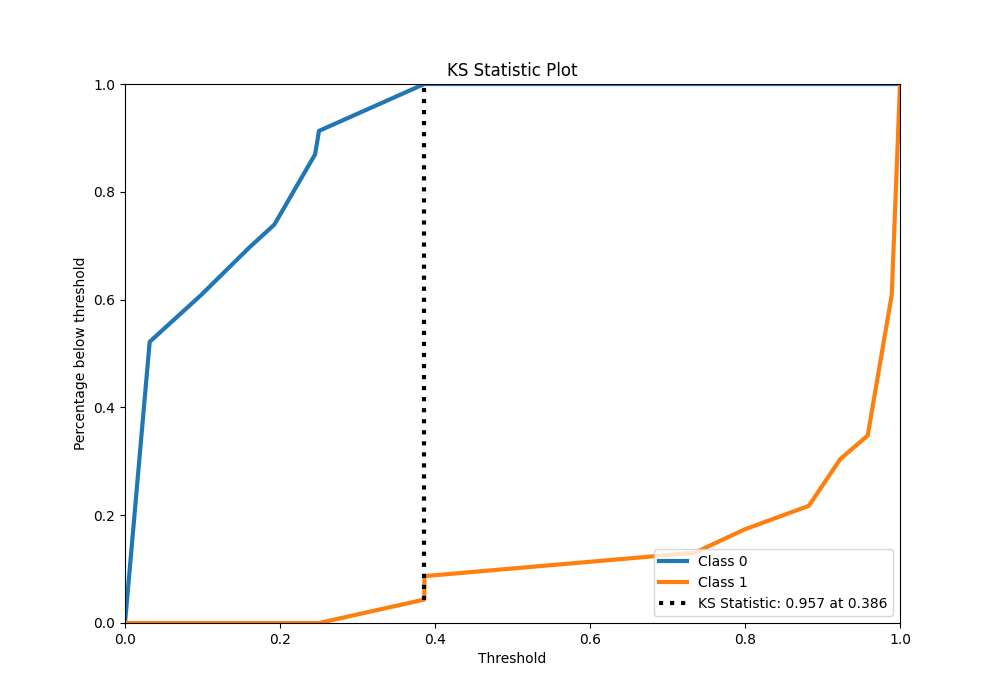 KS Statistic Plot
1.0
0.8
0.6
0.4
0.2
0.0
Percentage below threshold
0.0 0.2 0.4 0.6 0.8 1.0
Threshold
Class 0
Class 1
KS Statistic: 0.957 at 0.386